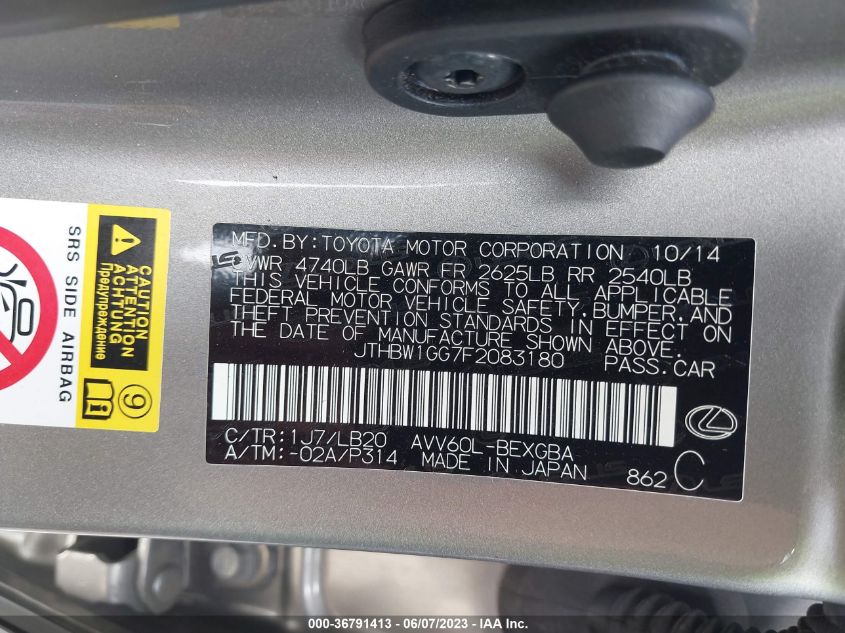 MFD.BY:TOYOTA MOTOR CORPORATION 10/14
GVWR 4740LB GAWR FR 2625LB RR 2540LB
THIS VEHICLE CONFORMS TO ALL APPLICABLE
FEDERAL MOTOR VEHICLE SAFETY,BUMPER,AND
THEFT PREVENTION STANDARDS IN EFFECT ON
THE DATE OF MANUFACTURE SHOWN ABOVE.
JTHBW1GG7F2083180 PASS.CAR
C/TR:1J7/LB20 AVV60L-BEXGBA
A/TM:-02A/P314 MADE IN JAPAN 862 C
SRS SIDE AIRBAG
CAUTION
ATTENTION
ACHTUNG
Предупреждение
9
000-36791413 - 06/07/2023 - Copyright © IAA, Inc.